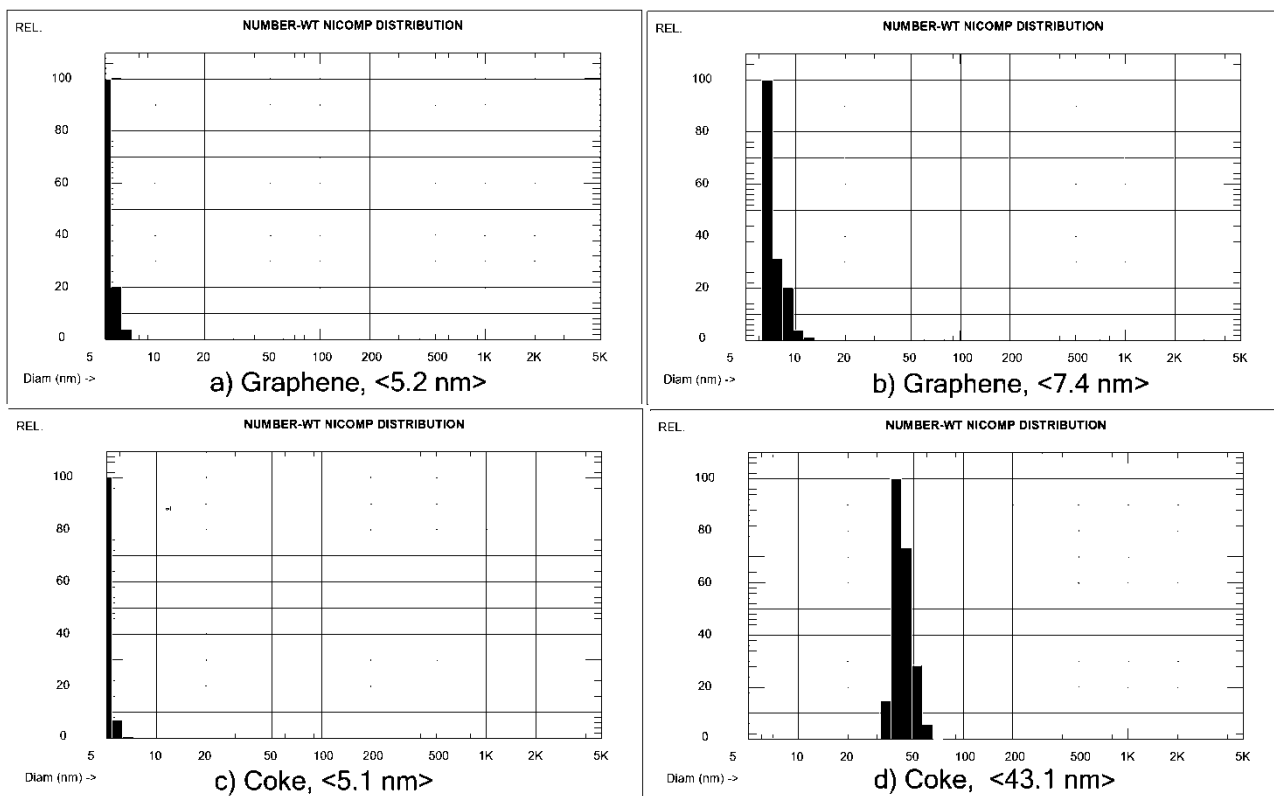 NUMBER-WT NICOMP DISTRIBUTION
REL.
100
80
60
40
20
0
5 10 20 50 100 200 500 1K 2K 5K
Diam (nm) ->
a) Graphene, <5.2 nm>
NUMBER-WT NICOMP DISTRIBUTION
REL.
100
80
60
40
20
0
5 10 20 50 100 200 500 1K 2K 5K
Diam (nm) ->
b) Graphene, <7.4 nm>
NUMBER-WT NICOMP DISTRIBUTION
REL.
100
80
60
40
20
0
5 10 20 50 100 200 500 1K 2K 5K
Diam (nm) ->
c) Coke, <5.1 nm>
NUMBER-WT NICOMP DISTRIBUTION
REL.
100
80
60
40
20
0
5 10 20 50 100 200 500 1K 2K 5K
Diam (nm) ->
d) Coke, <43.1 nm>